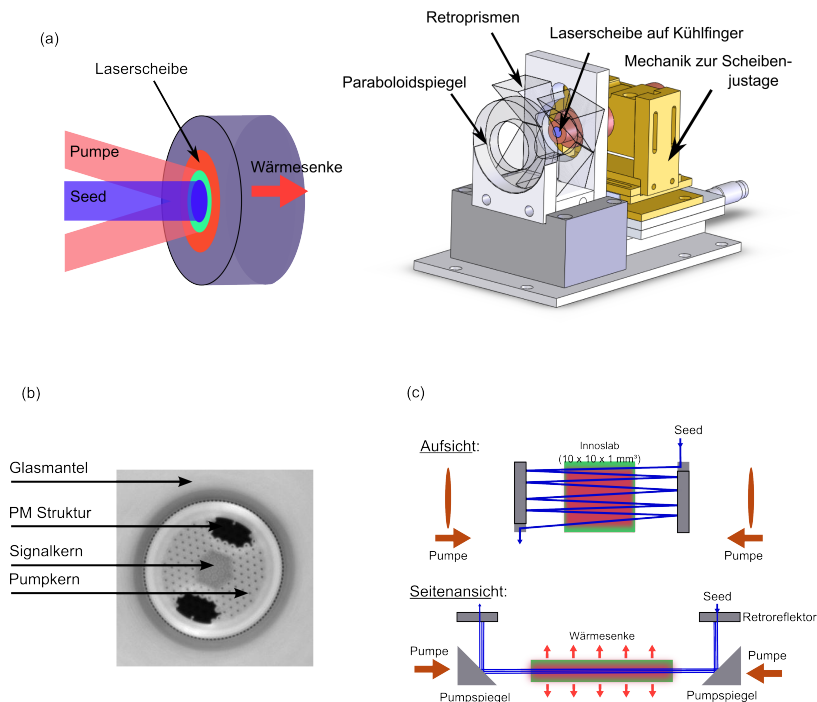 (a)
Laserscheibe
Pumpe
Seed
Wärmesenke
Retroprismen
Laserscheibe auf Kühlfinger
Paraboloidspiegel
Mechanik zur Scheiben-
justage
(b)
Glasmantel
PM Struktur
Signalkern
Pumpkern
(c)
Aufsicht:
Seed
Innoslab
(10 x 10 x 1 mm³)
Pumpe
Pumpe
Seitenansicht:
Seed
Retroreflektor
Wärmesenke
Pumpe
Pumpe
Pumpspiegel
Pumpspiegel